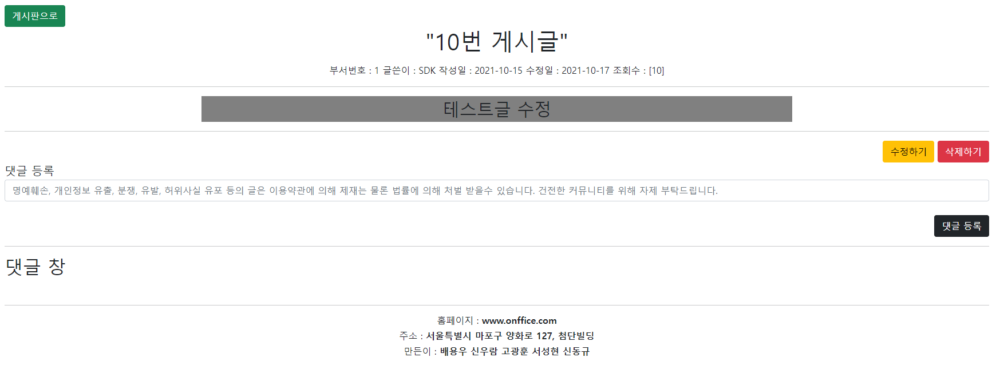 게시판으로
"10번 게시글"
부서번호 : 1 글쓴이 : SDK 작성일 : 2021-10-15 수정일 : 2021-10-17 조회수 : [10]
테스트글 수정
수정하기 삭제하기
댓글 등록
명예훼손, 개인정보 유출, 분쟁, 유발, 허위사실 유포 등의 글은 이용약관에 의해 제재는 물론 법률에 의해 처벌 받을수 있습니다. 건전한 커뮤니티를 위해 자제 부탁드립니다.
댓글 등록
댓글 창
홈페이지 : www.onffice.com
주소 : 서울특별시 마포구 양화로 127, 첨단빌딩
만든이 : 배용우 신우람 고광훈 서성현 신동규